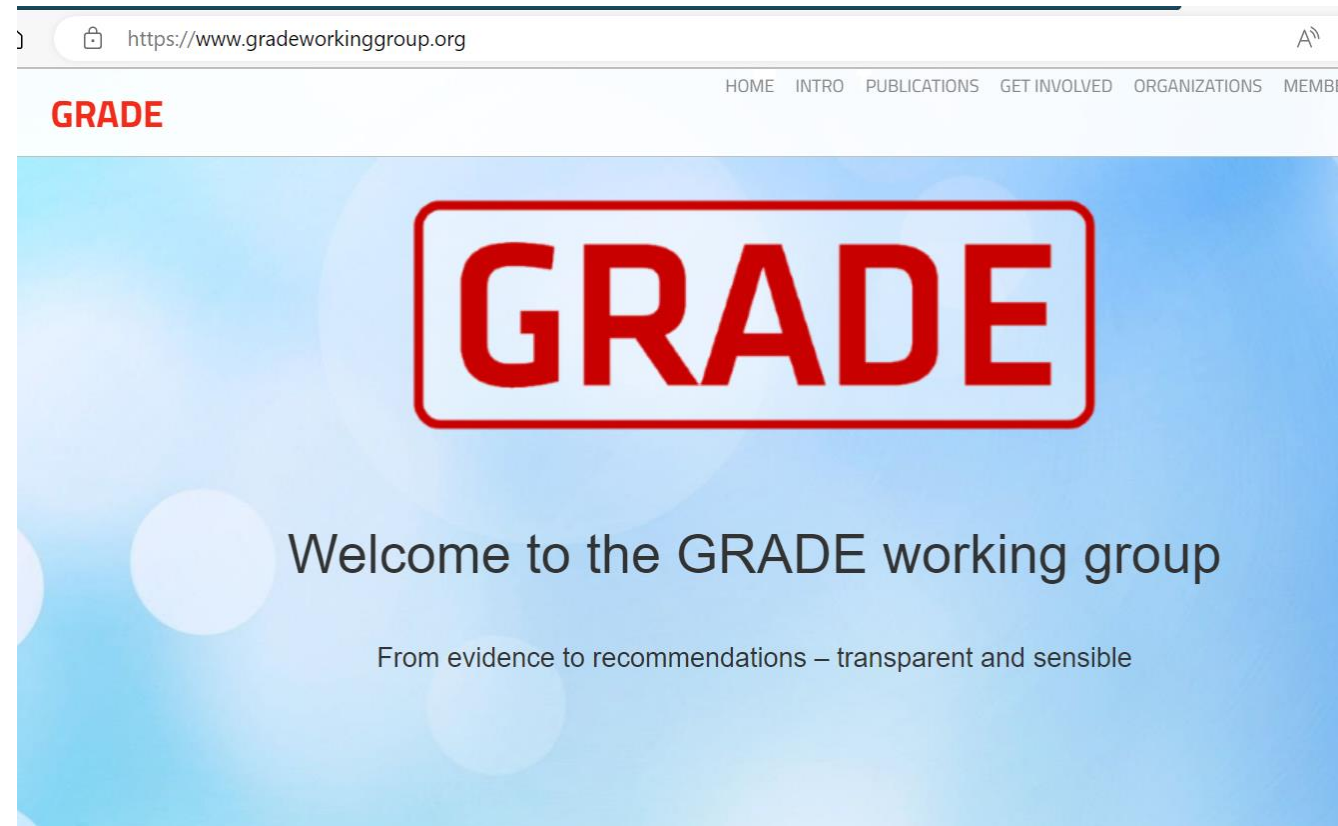 https://www.gradeworkinggroup.org
HOME INTRO PUBLICATIONS GET INVOLVED ORGANIZATIONS MEMBE
GRADE
GRADE
Welcome to the GRADE working group
From evidence to recommendations – transparent and sensible